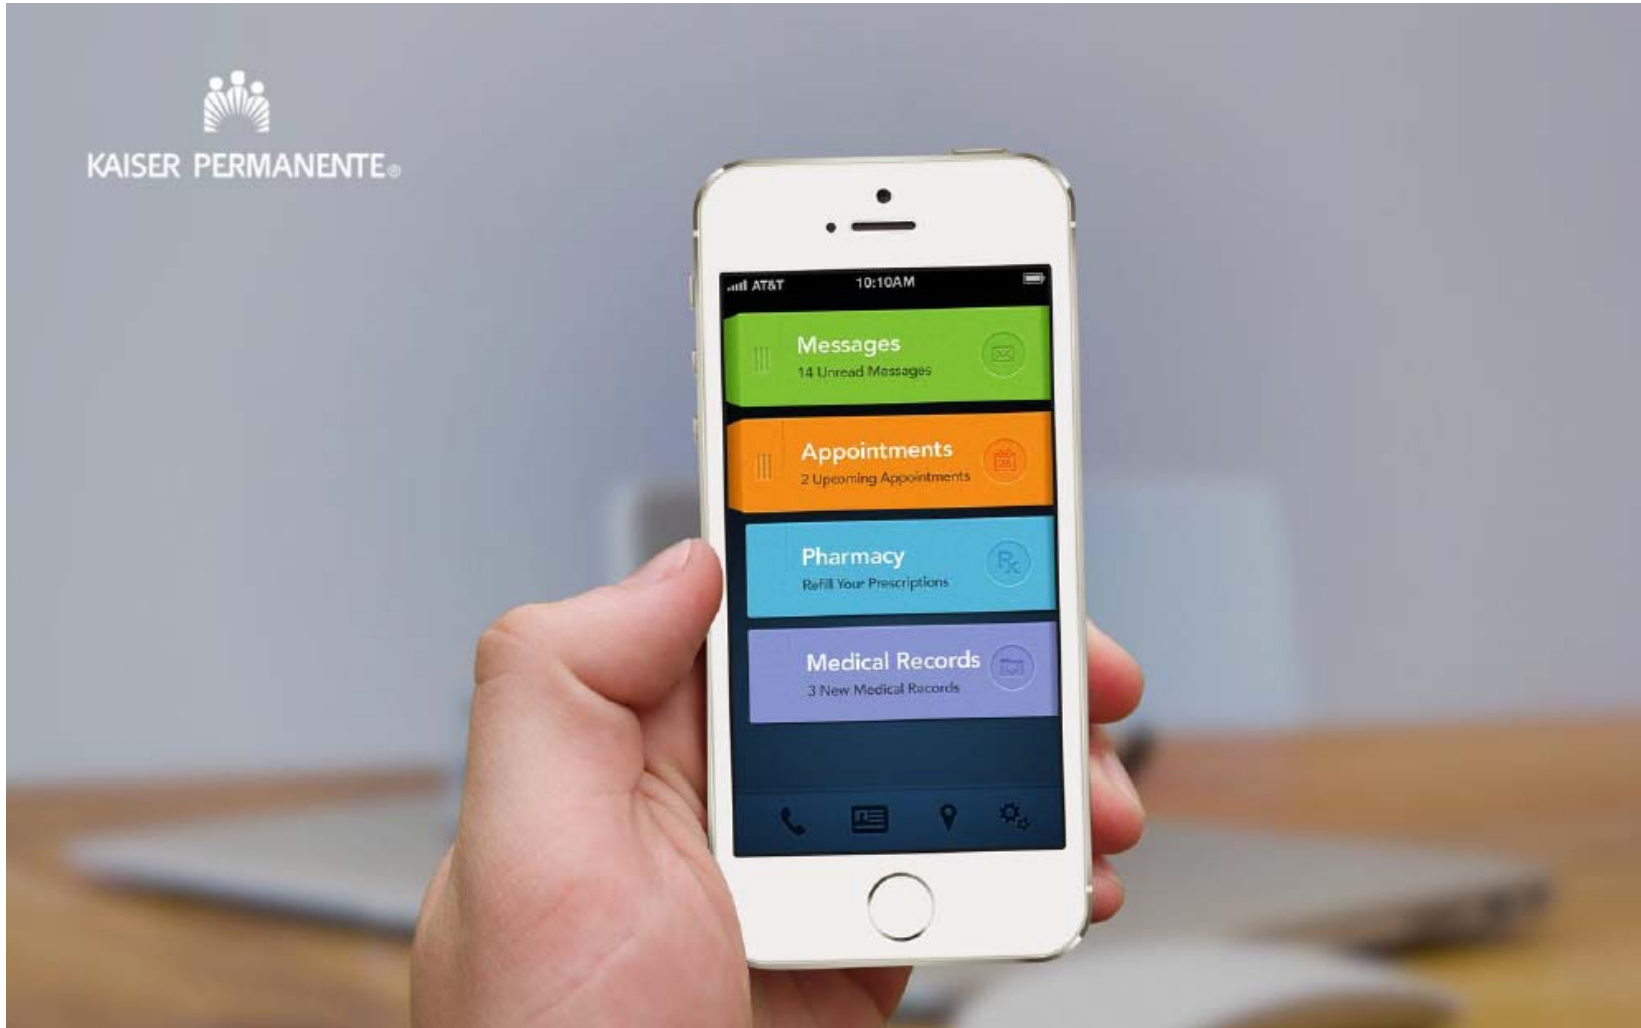 KAISER PERMANENTE®
AT&T 10:10AM
Messages
14 Unread Messages
Appointments
2 Upcoming Appointments
Pharmacy
Refill Your Prescriptions
Rx
Medical Records
3 New Medical Records